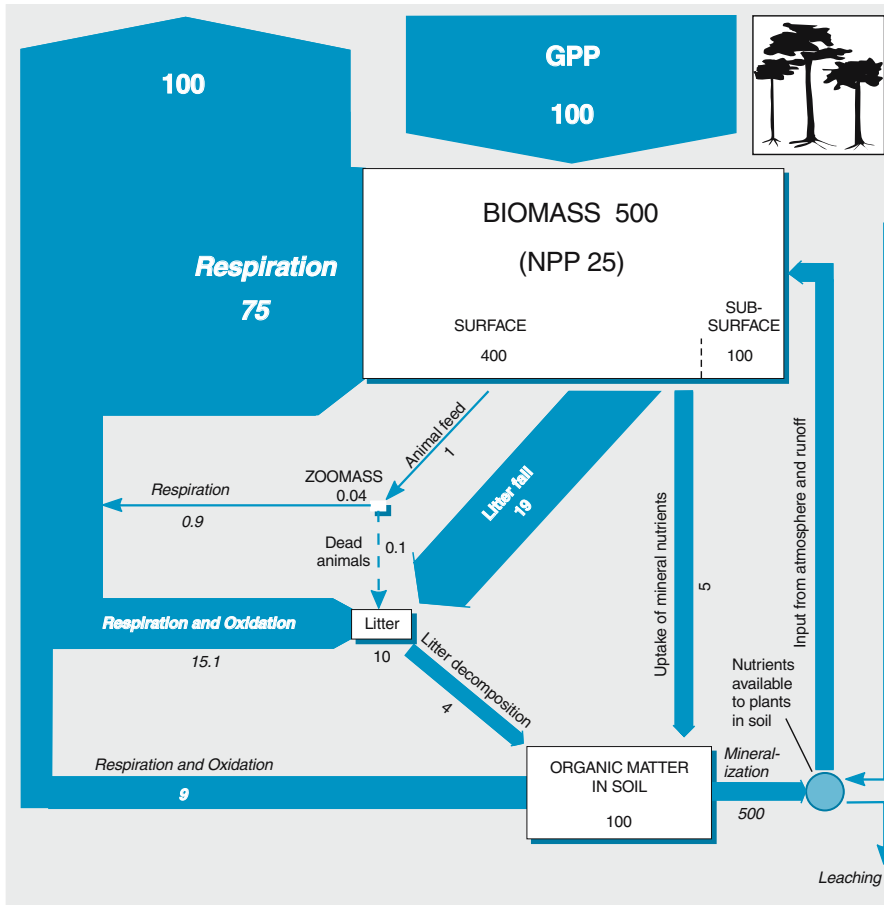 100
GPP
100
BIOMASS 500
(NPP 25)
Respiration
75
SURFACE
400
SUB-
SURFACE
100
Animal feed
1
ZOOMASS
0.04
Respiration
0.9
Dead
animals
0.1
Litter fall
19
Uptake of mineral nutrients
5
Input from atmosphere and runoff
Respiration and Oxidation
15.1
Litter
10
Litter decomposition
4
Nutrients
available
to plants
in soil
Respiration and Oxidation
9
ORGANIC MATTER
IN SOIL
100
Mineral-
ization
500
Leaching